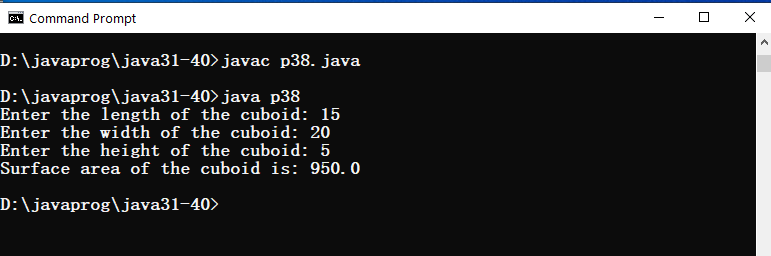 Command Prompt
D:\javaprog\java31-40>javac p38.java
D:\javaprog\java31-40>java p38
Enter the length of the cuboid: 15
Enter the width of the cuboid: 20
Enter the height of the cuboid: 5
Surface area of the cuboid is: 950.0
D:\javaprog\java31-40>